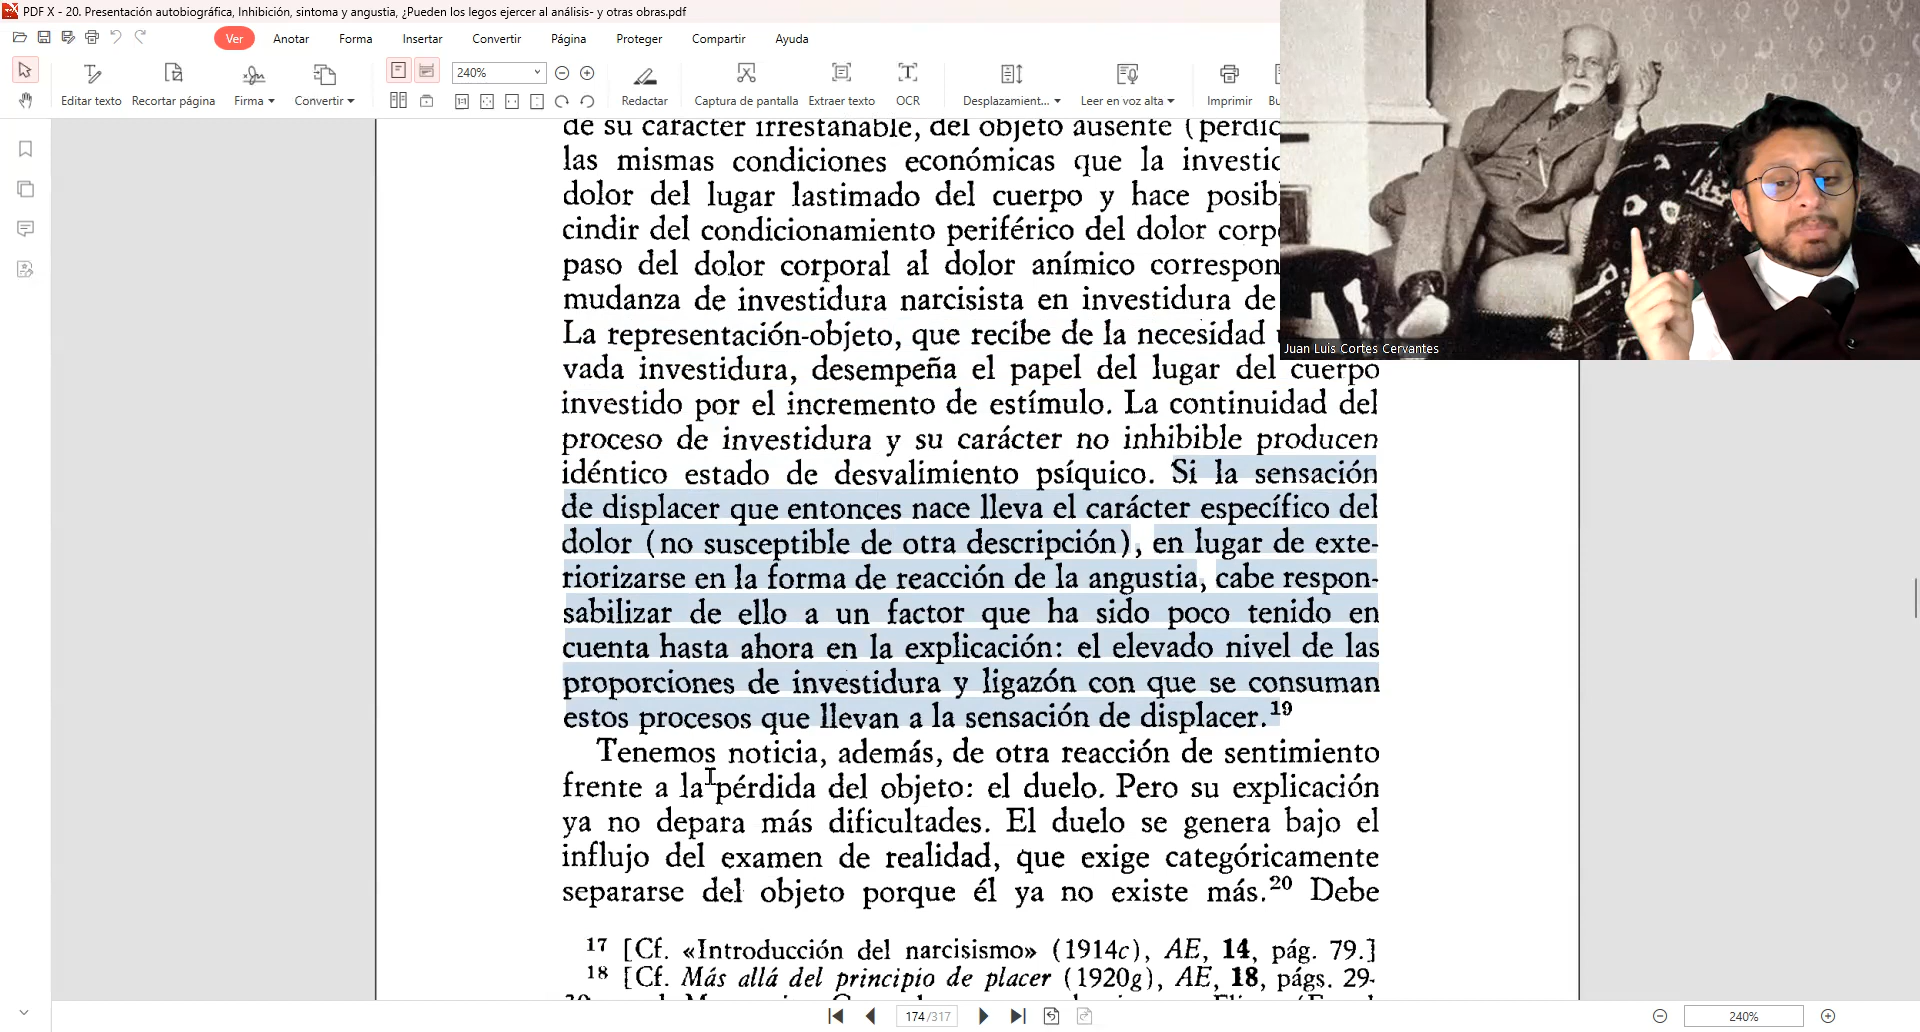 PDF X - 20. Presentación autobiográfica, Inhibición, sintoma y angustia, ¿Pueden los legos ejercer al análisis- y otras obras.pdf
Ver Anotar Forma Insertar Convertir Página Proteger Compartir Ayuda
240%
Editar texto Recortar página Firma Convertir Redactar Captura de pantalla Extraer texto OCR Desplazamient... Leer en voz alta Imprimir Bu
de su carácter irrestañable, del objeto ausente (perdic
las mismas condiciones económicas que la investic
dolor del lugar lastimado del cuerpo y hace posib
cindir del condicionamiento periférico del dolor corp
paso del dolor corporal al dolor anímico correspon
mudanza de investidura narcisista en investidura de
La representación-objeto, que recibe de la necesidad
vada investidura, desempeña el papel del lugar del cuerpo
investido por el incremento de estímulo. La continuidad del
proceso de investidura y su carácter no inhibible producen
idéntico estado de desvalimiento psíquico. Si la sensación
de displacer que entonces nace lleva el carácter específico del
dolor (no susceptible de otra descripción), en lugar de exte-
riorizarse en la forma de reacción de la angustia, cabe respon-
sabilizar de ello a un factor que ha sido poco tenido en
cuenta hasta ahora en la explicación: el elevado nivel de las
proporciones de investidura y ligazón con que se consuman
estos procesos que llevan a la sensación de displacer.19
Tenemos noticia, además, de otra reacción de sentimiento
frente a la pérdida del objeto: el duelo. Pero su explicación
ya no depara más dificultades. El duelo se genera bajo el
influjo del examen de realidad, que exige categóricamente
separarse del objeto porque él ya no existe más.20 Debe
17 [Cf. «Introducción del narcisismo» (1914c), AE, 14, pág. 79.]
18 [Cf. Más allá del principio de placer (1920g), AE, 18, págs. 29-
Juan Luis Cortes Cervantes
174/317
240%